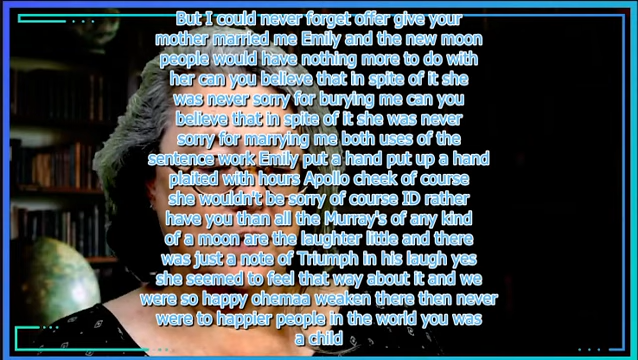 But I could never forget offer give your
mother married me Emily and the new moon
people would have nothing more to do with
her can you believe that in spite of it she
was never sorry for burying me can you
believe that in spite of it she was never
sorry for marrying me both uses of the
sentence work Emily put a hand put up a hand
plaited with hours Apollo cheek of course
she wouldn't be sorry of course ID rather
have you than all the Murray's of any kind
of a moon are the laughter little and there
was just a note of Triumph in his laugh yes
she seemed to feel that way about it and we
were so happy ohemaa weaken there then never
were to happier people in the world you was
a child